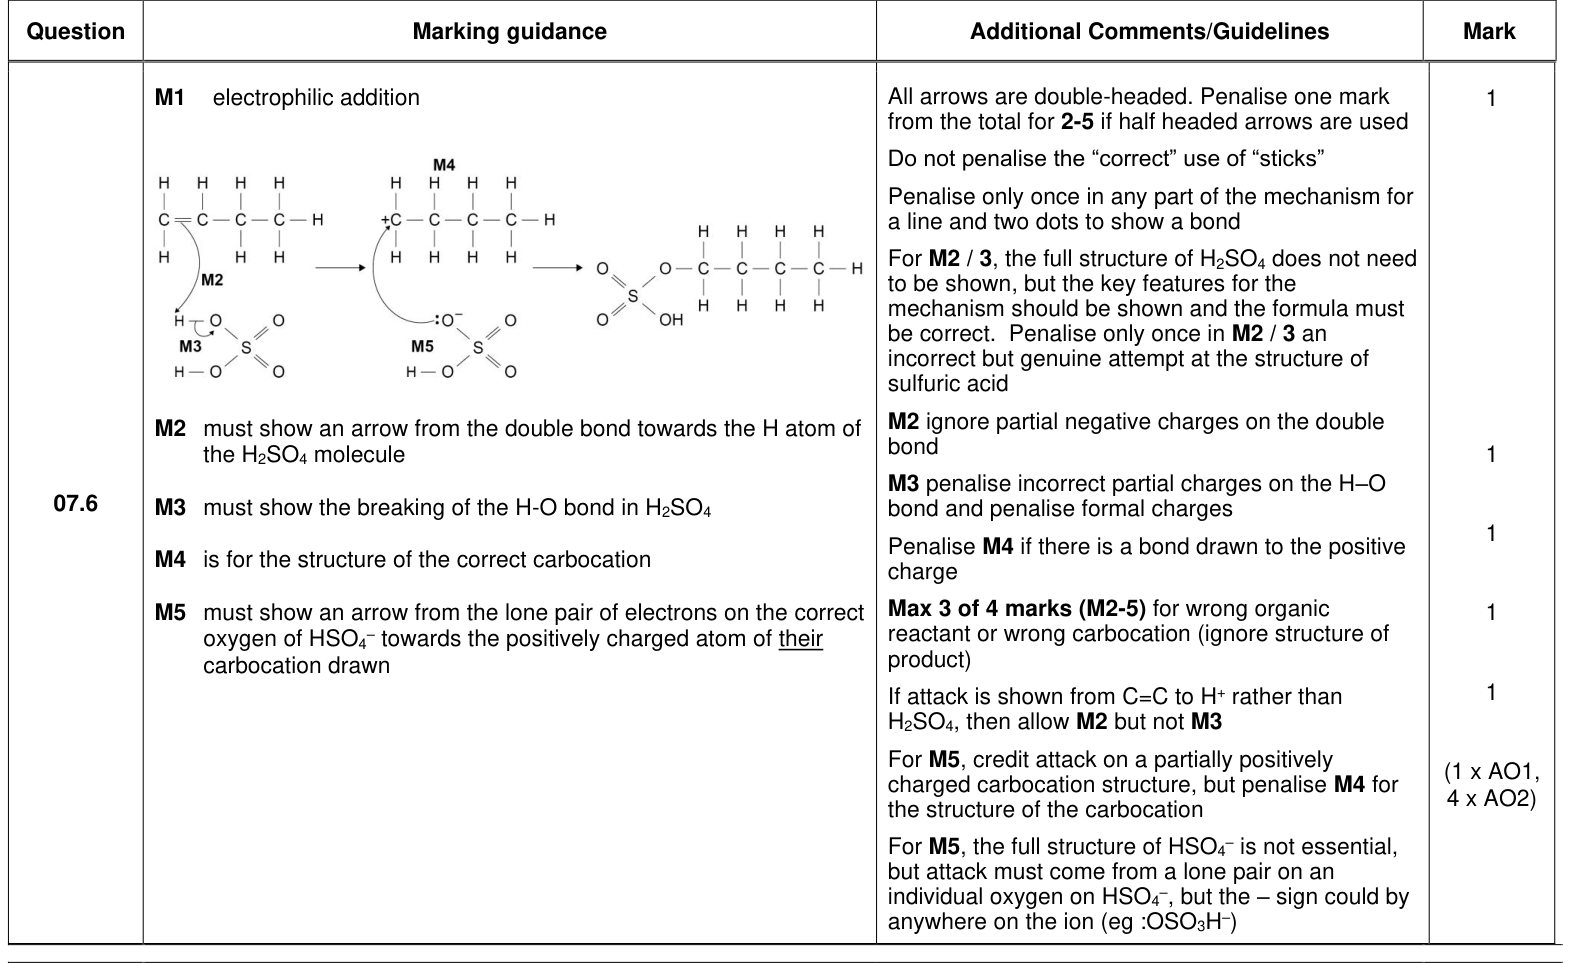 Question Marking guidance Additional Comments/Guidelines Mark
07.6
M1 electrophilic addition
M4
H H H H
C = C — C — C — H
H H H
M2
H — O O
M3 S
H — O O
H H H H
+C — C — C — C — H
H H H H
:O⁻ O
M5 S
H — O O
H H H H
O O — C — C — C — C — H
S H H H H
O OH
M2 must show an arrow from the double bond towards the H atom of
the H₂SO₄ molecule
M3 must show the breaking of the H-O bond in H₂SO₄
M4 is for the structure of the correct carbocation
M5 must show an arrow from the lone pair of electrons on the correct
oxygen of HSO₄⁻ towards the positively charged atom of their
carbocation drawn
All arrows are double-headed. Penalise one mark
from the total for 2-5 if half headed arrows are used
Do not penalise the “correct” use of “sticks”
Penalise only once in any part of the mechanism for
a line and two dots to show a bond
For M2 / 3, the full structure of H₂SO₄ does not need
to be shown, but the key features for the
mechanism should be shown and the formula must
be correct. Penalise only once in M2 / 3 an
incorrect but genuine attempt at the structure of
sulfuric acid
M2 ignore partial negative charges on the double
bond
M3 penalise incorrect partial charges on the H–O
bond and penalise formal charges
Penalise M4 if there is a bond drawn to the positive
charge
Max 3 of 4 marks (M2-5) for wrong organic
reactant or wrong carbocation (ignore structure of
product)
If attack is shown from C=C to H⁺ rather than
H₂SO₄, then allow M2 but not M3
For M5, credit attack on a partially positively
charged carbocation structure, but penalise M4 for
the structure of the carbocation
For M5, the full structure of HSO₄⁻ is not essential,
but attack must come from a lone pair on an
individual oxygen on HSO₄⁻, but the – sign could by
anywhere on the ion (eg :OSO₃H⁻)
1
1
1
1
1
(1 x AO1,
4 x AO2)